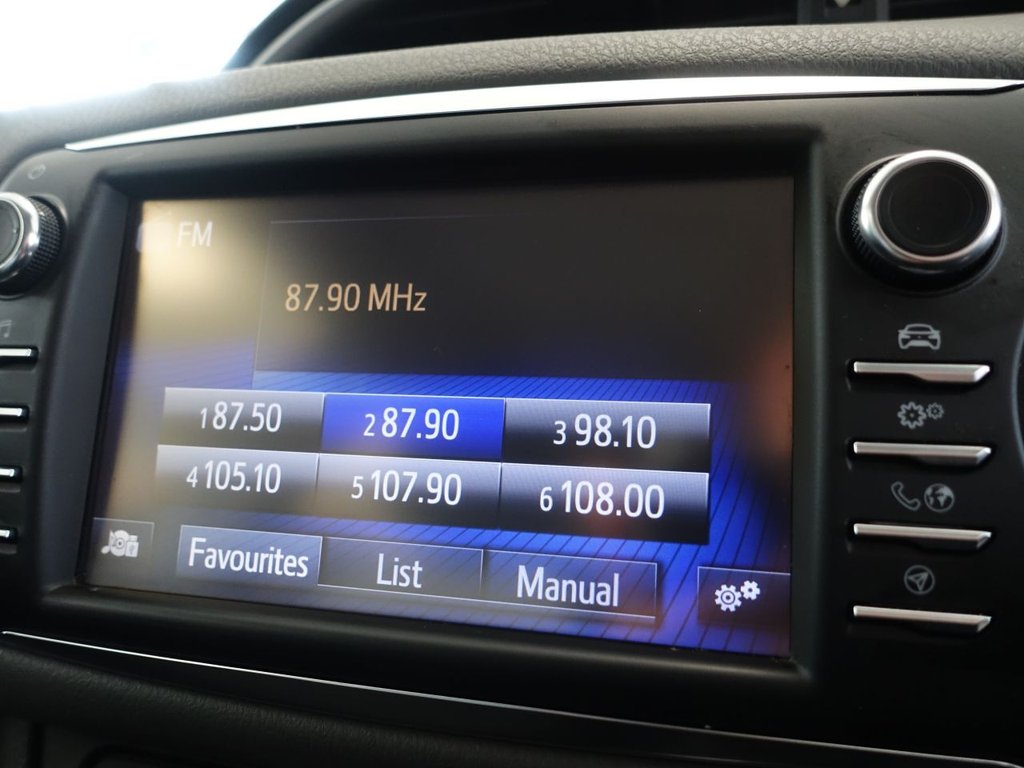 FM
87.90 MHz
1 87.50 2 87.90 3 98.10
4 105.10 5 107.90 6 108.00
Favourites List Manual